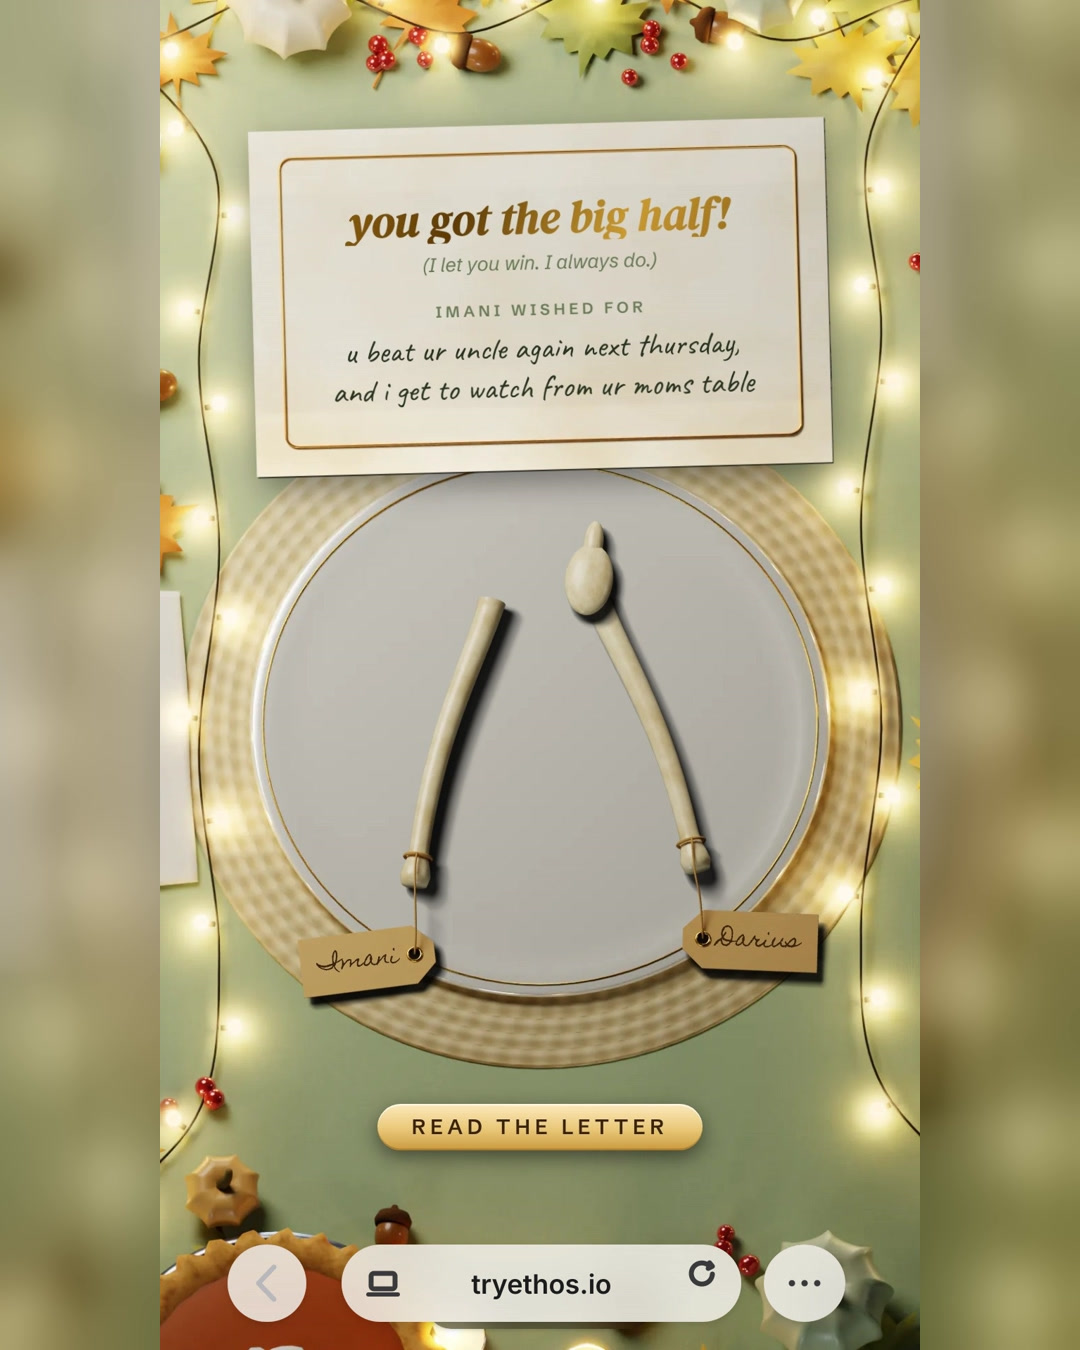 you got the big half!
(I let you win. I always do.)
IMANI WISHED FOR
u beat ur uncle again next thursday,
and i get to watch from ur moms table
Imani
Darius
READ THE LETTER
tryethos.io